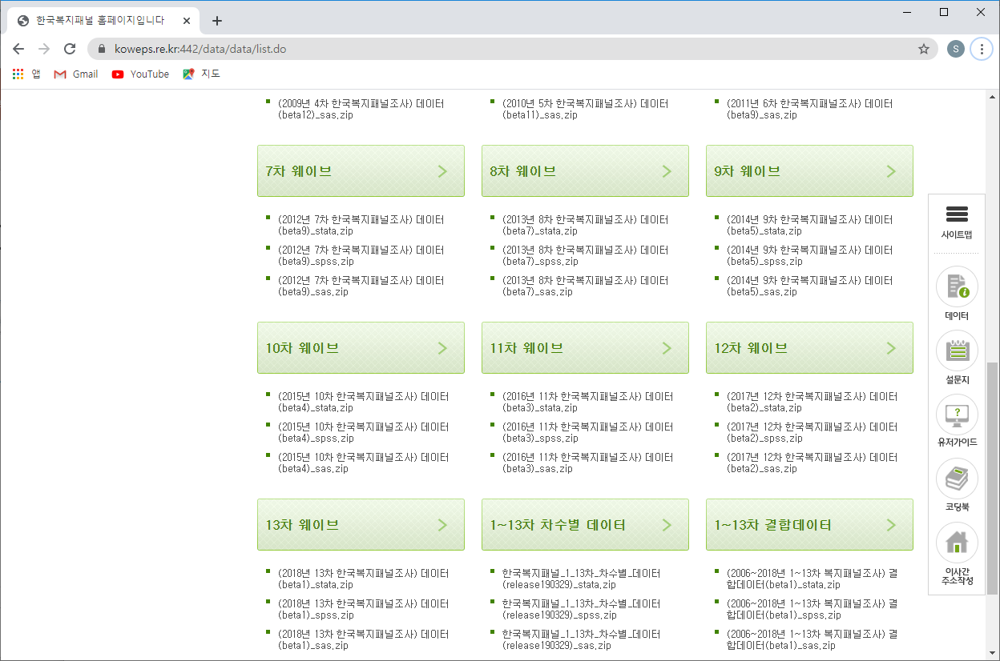 한국복지패널 홈페이지입니다
koweps.re.kr:442/data/data/list.do
S
앱
Gmail
YouTube
지도
(2009년 4차 한국복지패널조사) 데이터
(beta12)_sas.zip
(2010년 5차 한국복지패널조사) 데이터
(beta11)_sas.zip
(2011년 6차 한국복지패널조사) 데이터
(beta9)_sas.zip
7차 웨이브
8차 웨이브
9차 웨이브
(2012년 7차 한국복지패널조사) 데이터
(beta9)_stata.zip
(2012년 7차 한국복지패널조사) 데이터
(beta9)_spss.zip
(2012년 7차 한국복지패널조사) 데이터
(beta9)_sas.zip
(2013년 8차 한국복지패널조사) 데이터
(beta7)_stata.zip
(2013년 8차 한국복지패널조사) 데이터
(beta7)_spss.zip
(2013년 8차 한국복지패널조사) 데이터
(beta7)_sas.zip
(2014년 9차 한국복지패널조사) 데이터
(beta5)_stata.zip
(2014년 9차 한국복지패널조사) 데이터
(beta5)_spss.zip
(2014년 9차 한국복지패널조사) 데이터
(beta5)_sas.zip
10차 웨이브
11차 웨이브
12차 웨이브
(2015년 10차 한국복지패널조사) 데이터
(beta4)_stata.zip
(2015년 10차 한국복지패널조사) 데이터
(beta4)_spss.zip
(2015년 10차 한국복지패널조사) 데이터
(beta4)_sas.zip
(2016년 11차 한국복지패널조사) 데이터
(beta3)_stata.zip
(2016년 11차 한국복지패널조사) 데이터
(beta3)_spss.zip
(2016년 11차 한국복지패널조사) 데이터
(beta3)_sas.zip
(2017년 12차 한국복지패널조사) 데이터
(beta2)_stata.zip
(2017년 12차 한국복지패널조사) 데이터
(beta2)_spss.zip
(2017년 12차 한국복지패널조사) 데이터
(beta2)_sas.zip
13차 웨이브
1~13차 차수별 데이터
1~13차 결합데이터
(2018년 13차 한국복지패널조사) 데이터
(beta1)_stata.zip
(2018년 13차 한국복지패널조사) 데이터
(beta1)_spss.zip
(2018년 13차 한국복지패널조사) 데이터
(beta1)_sas.zip
한국복지패널_1_13차_차수별_데이터
(release190329)_stata.zip
한국복지패널_1_13차_차수별_데이터
(release190329)_spss.zip
한국복지패널_1_13차_차수별_데이터
(release190329)_sas.zip
(2006~2018년 1~13차 복지패널조사) 결
합데이터(beta1)_stata.zip
(2006~2018년 1~13차 복지패널조사) 결
합데이터(beta1)_spss.zip
(2006~2018년 1~13차 복지패널조사) 결
합데이터(beta1)_sas.zip
사이트맵
데이터
설문지
유저가이드
코딩북
이사간
주소작성